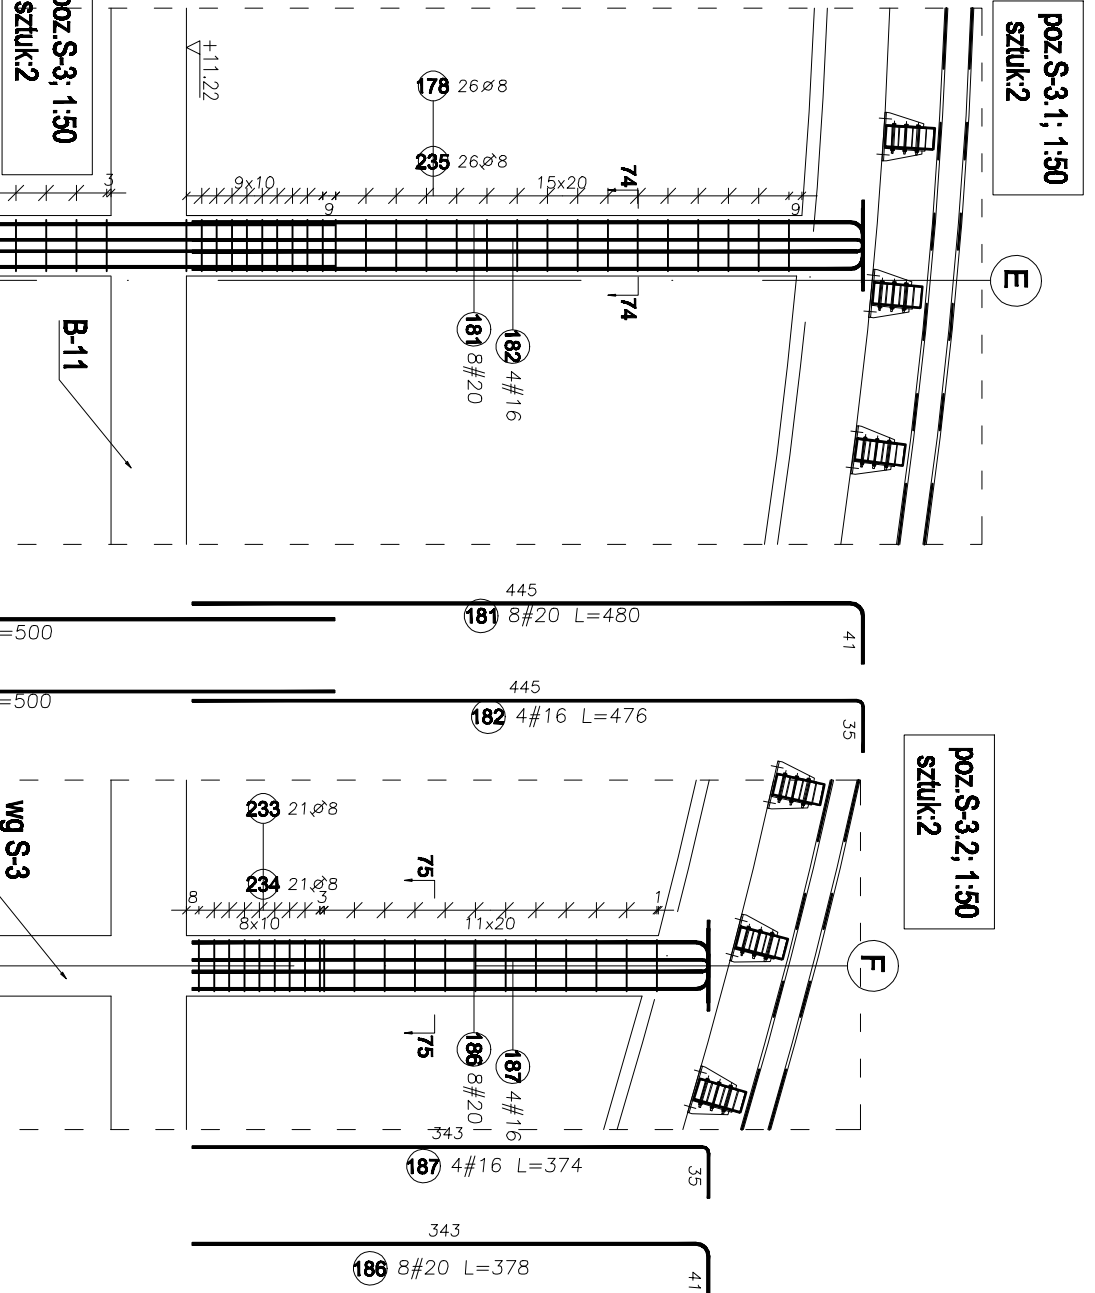 poz.S-3.1; 1:50
sztuk:2
poz.S-3; 1:50
sztuk:2
+11.22
178 26⌀8
235 26⌀8
3
9x10
9
15x20
9
74
74
E
B-11
181 8#20
182 4#16
445
181 8#20 L=480
41
=500
445
182 4#16 L=476
35
=500
poz.S-3.2; 1:50
sztuk:2
233 21⌀8
234 21⌀8
8
8x10
3
11x20
1
75
75
F
wg S-3
186 8#20
187 4#16
343
187 4#16 L=374
35
343
186 8#20 L=378
41